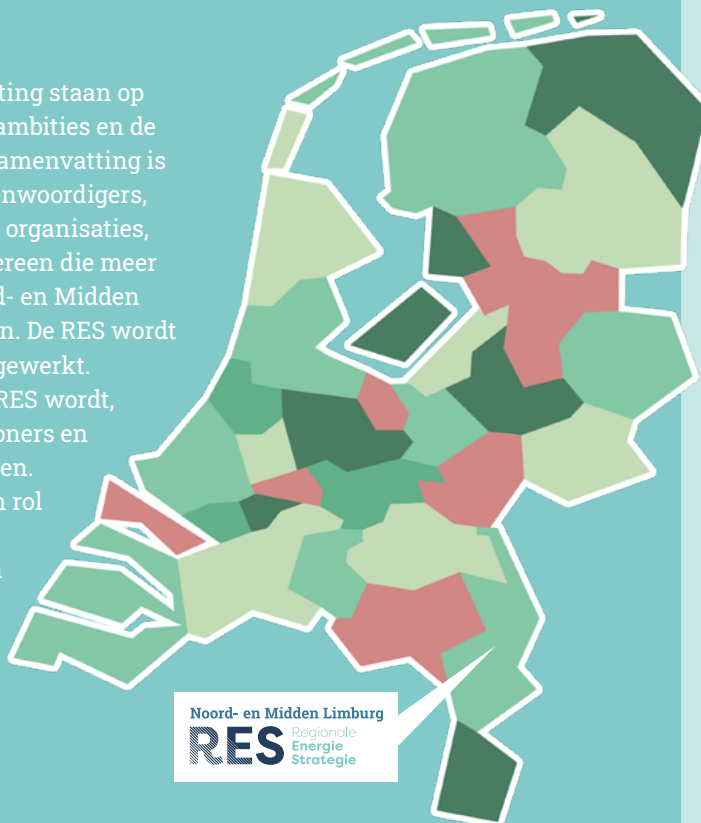 ting staan op
ambities en de
amenvatting is
enwoordigers,
organisaties,
ereen die meer
d- en Midden
n. De RES wordt
gewerkt.
RES wordt,
oners en
en.
n rol
Noord- en Midden Limburg
RES Regionale
Energie
Strategie